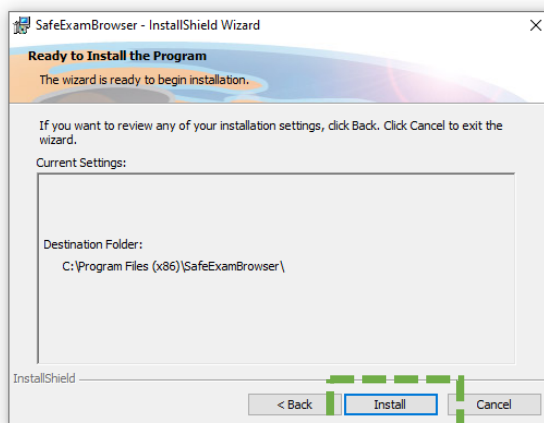 SafeExamBrowser - InstallShield Wizard
Ready to Install the Program
The wizard is ready to begin installation.
If you want to review any of your installation settings, click Back. Click Cancel to exit the
wizard.
Current Settings:
Destination Folder:
C:\Program Files (x86)\SafeExamBrowser\
InstallShield
< Back
Install
Cancel